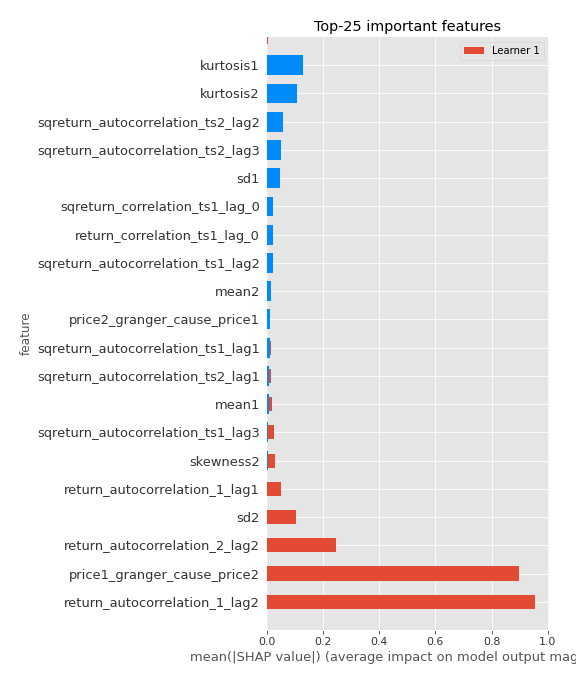 Top-25 important features
Learner 1
kurtosis1
kurtosis2
sqreturn_autocorrelation_ts2_lag2
sqreturn_autocorrelation_ts2_lag3
sd1
sqreturn_correlation_ts1_lag_0
return_correlation_ts1_lag_0
sqreturn_autocorrelation_ts1_lag2
mean2
price2_granger_cause_price1
sqreturn_autocorrelation_ts1_lag1
sqreturn_autocorrelation_ts2_lag1
mean1
sqreturn_autocorrelation_ts1_lag3
skewness2
return_autocorrelation_1_lag1
sd2
return_autocorrelation_2_lag2
price1_granger_cause_price2
return_autocorrelation_1_lag2
feature
0.0 0.2 0.4 0.6 0.8 1.0
mean(|SHAP value|) (average impact on model output mag